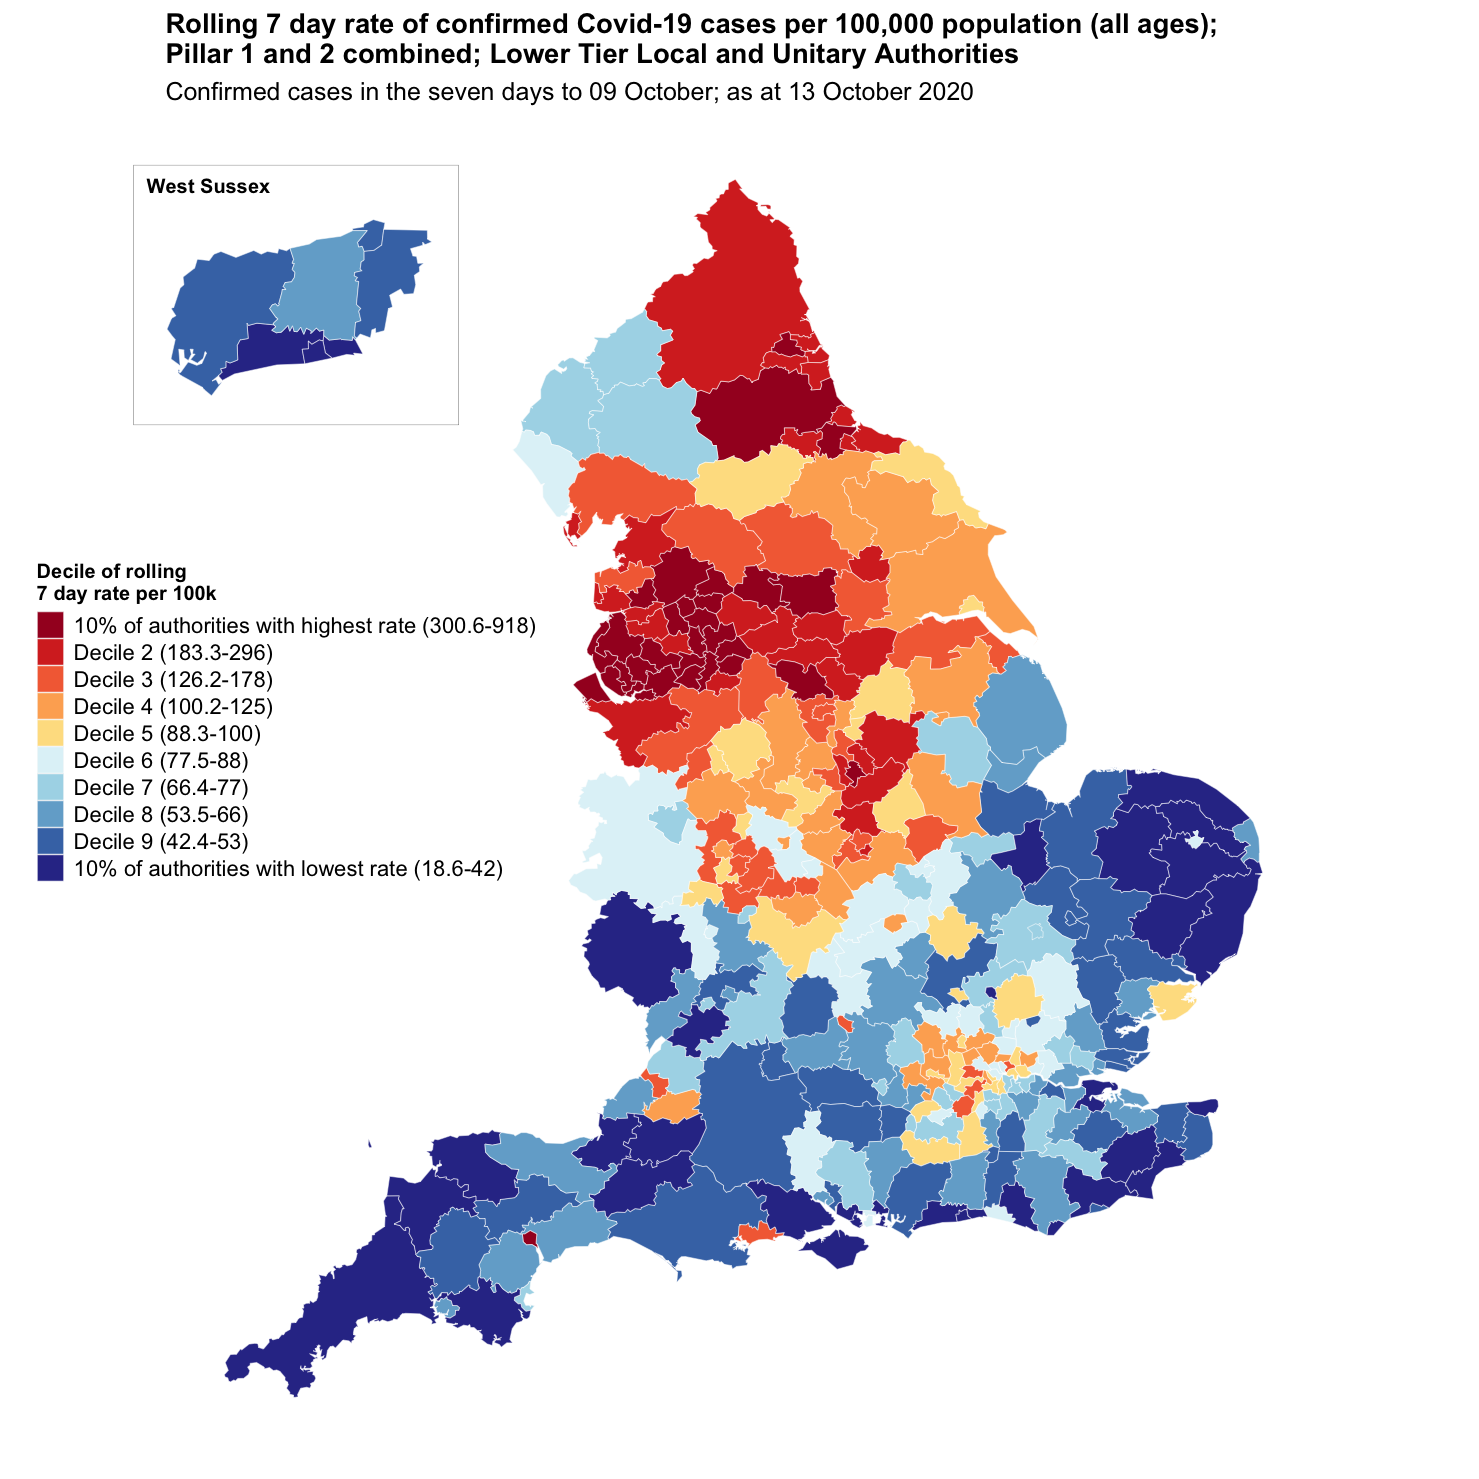 Rolling 7 day rate of confirmed Covid-19 cases per 100,000 population (all ages);
Pillar 1 and 2 combined; Lower Tier Local and Unitary Authorities
Confirmed cases in the seven days to 09 October; as at 13 October 2020
West Sussex
Decile of rolling
7 day rate per 100k
10% of authorities with highest rate (300.6-918)
Decile 2 (183.3-296)
Decile 3 (126.2-178)
Decile 4 (100.2-125)
Decile 5 (88.3-100)
Decile 6 (77.5-88)
Decile 7 (66.4-77)
Decile 8 (53.5-66)
Decile 9 (42.4-53)
10% of authorities with lowest rate (18.6-42)